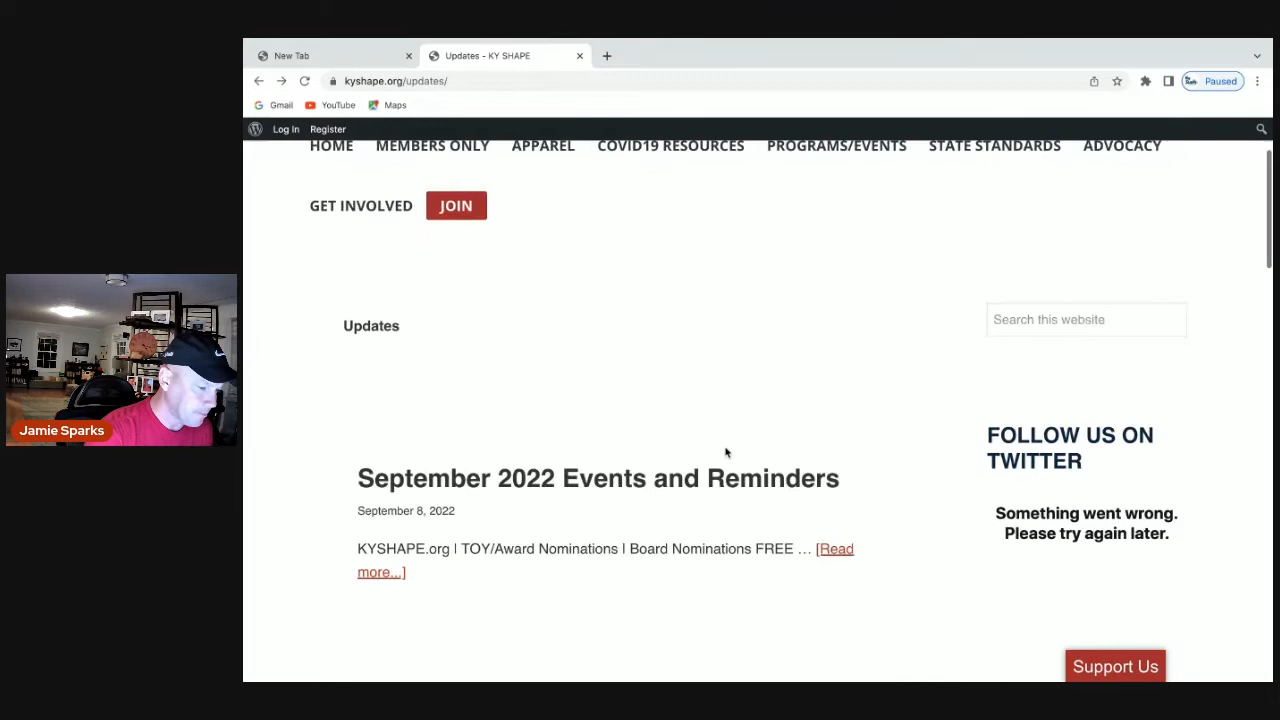 New Tab
Updates - KY SHAPE
kyshape.org/updates/
Paused
Gmail YouTube Maps
Log In Register
HOME MEMBERS ONLY APPAREL COVID19 RESOURCES PROGRAMS/EVENTS STATE STANDARDS ADVOCACY
GET INVOLVED JOIN
Updates
Search this website
September 2022 Events and Reminders
September 8, 2022
KYSHAPE.org | TOY/Award Nominations | Board Nominations FREE … [Read
more...]
FOLLOW US ON
TWITTER
Something went wrong.
Please try again later.
Support Us
Jamie Sparks